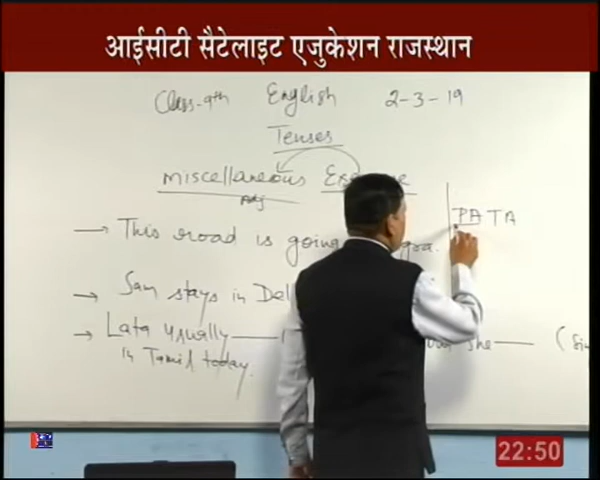 आईसीटी सैटेलाइट एजुकेशन राजस्थान
Class-9th English 2-3-19
Tenses
miscellaneous
Adj
PATA
→ This road is going
→ Sam stays in
→ Lata usually she (
in Tamil today.
22:50